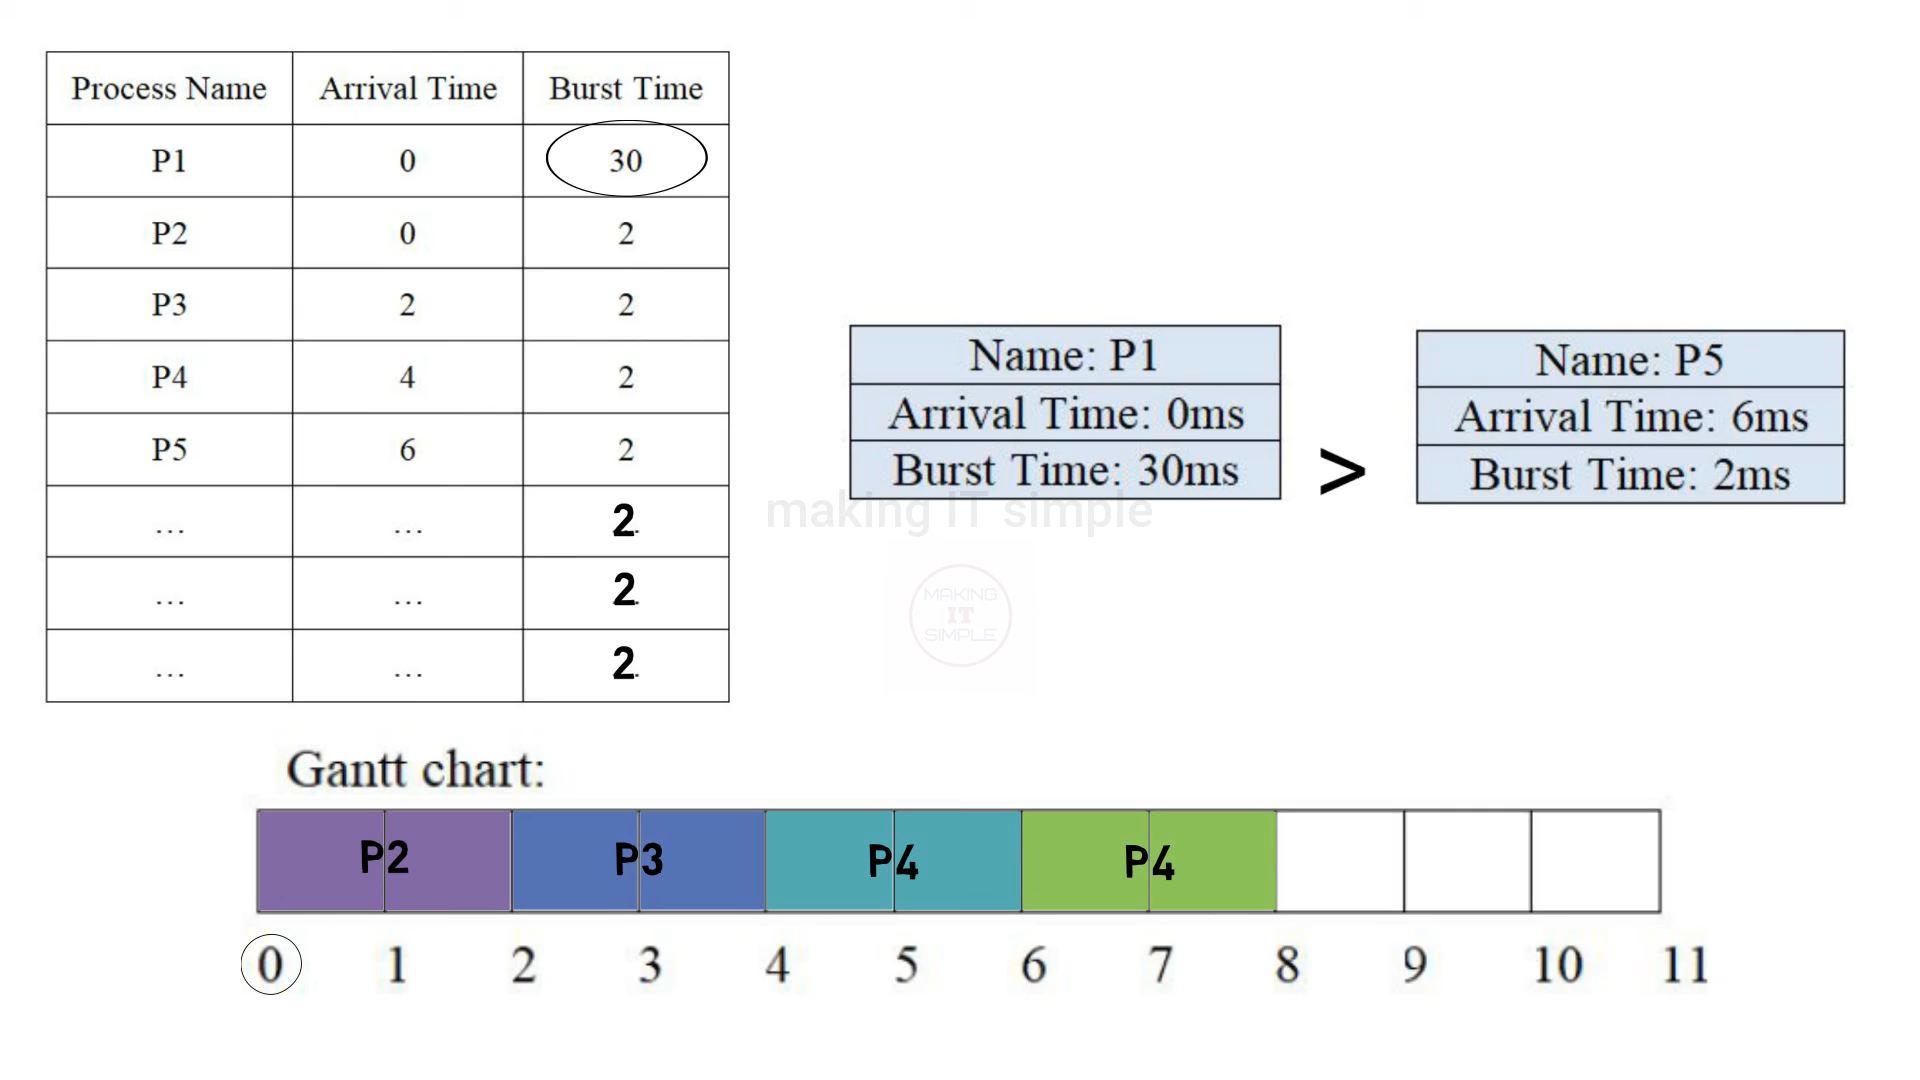 Process Name Arrival Time Burst Time
P1 0 30
P2 0 2
P3 2 2
P4 4 2
P5 6 2
... ... 2
... ... 2
... ... 2
Name: P1
Arrival Time: 0ms
Burst Time: 30ms
>
Name: P5
Arrival Time: 6ms
Burst Time: 2ms
making IT simple
MAKING
IT
SIMPLE
Gantt chart:
P2 P3 P4 P4
0 1 2 3 4 5 6 7 8 9 10 11